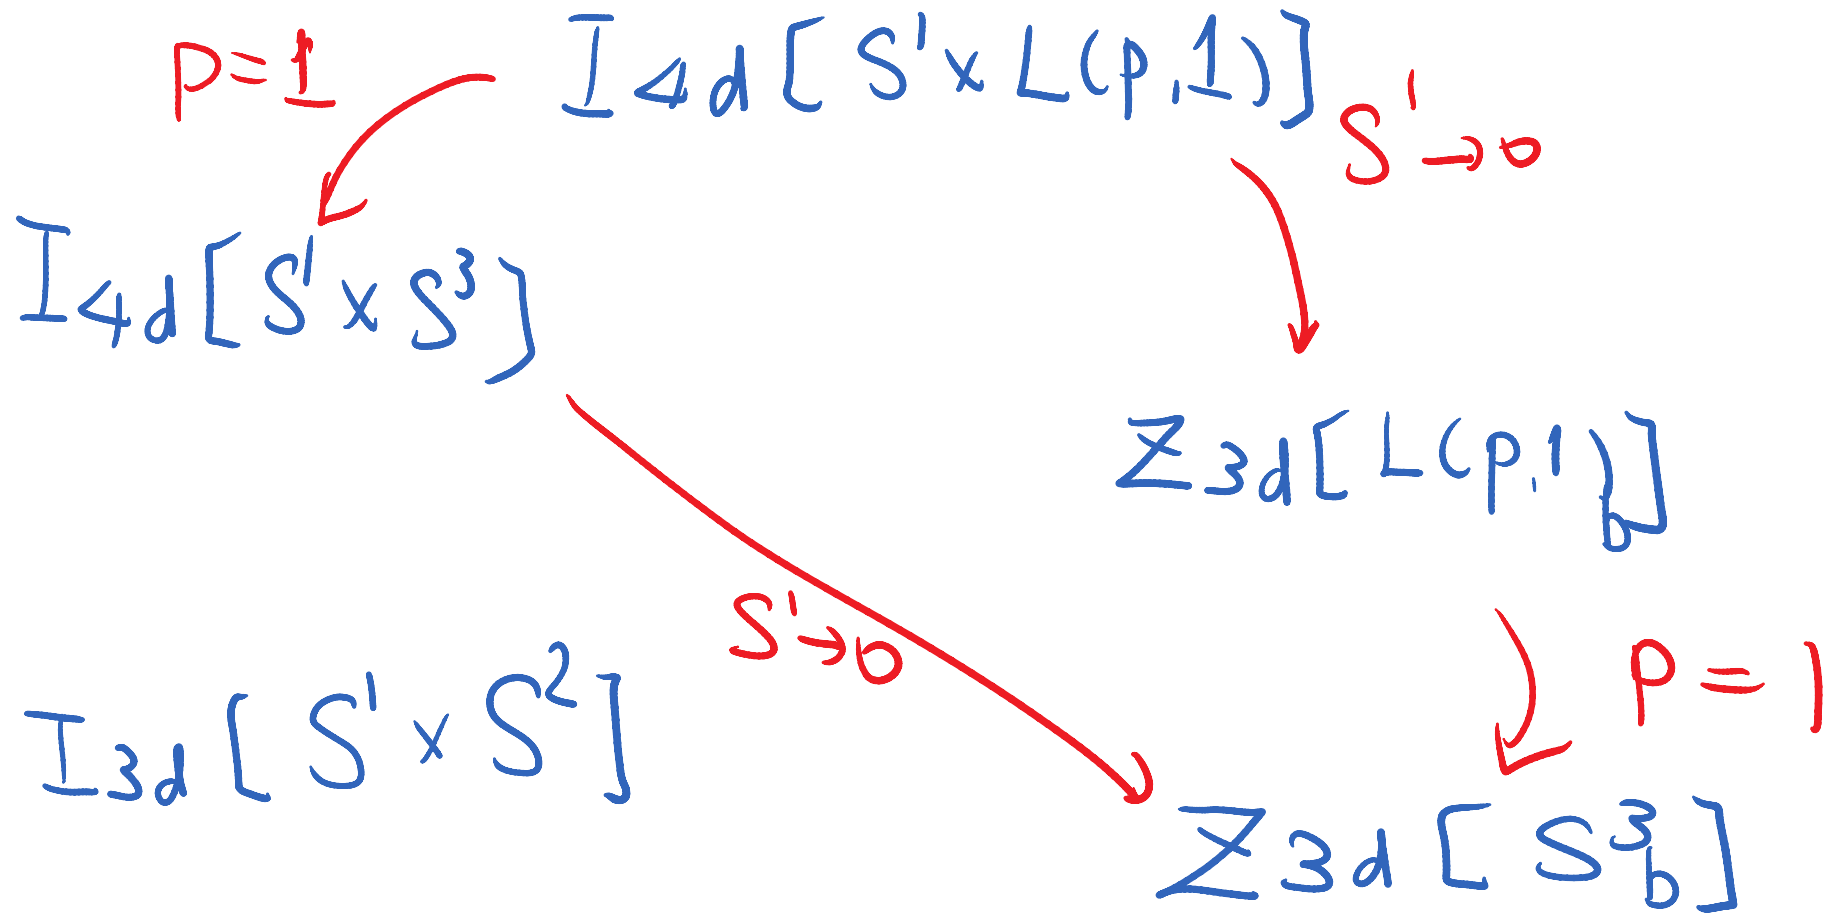 p=1
I4d[S¹×L(p,1)]
S¹→0
I4d[S¹×S³]
Z3d[L(p,1)b]
S¹→0
p=1
I3d[S¹×S²]
Z3d[S³b]